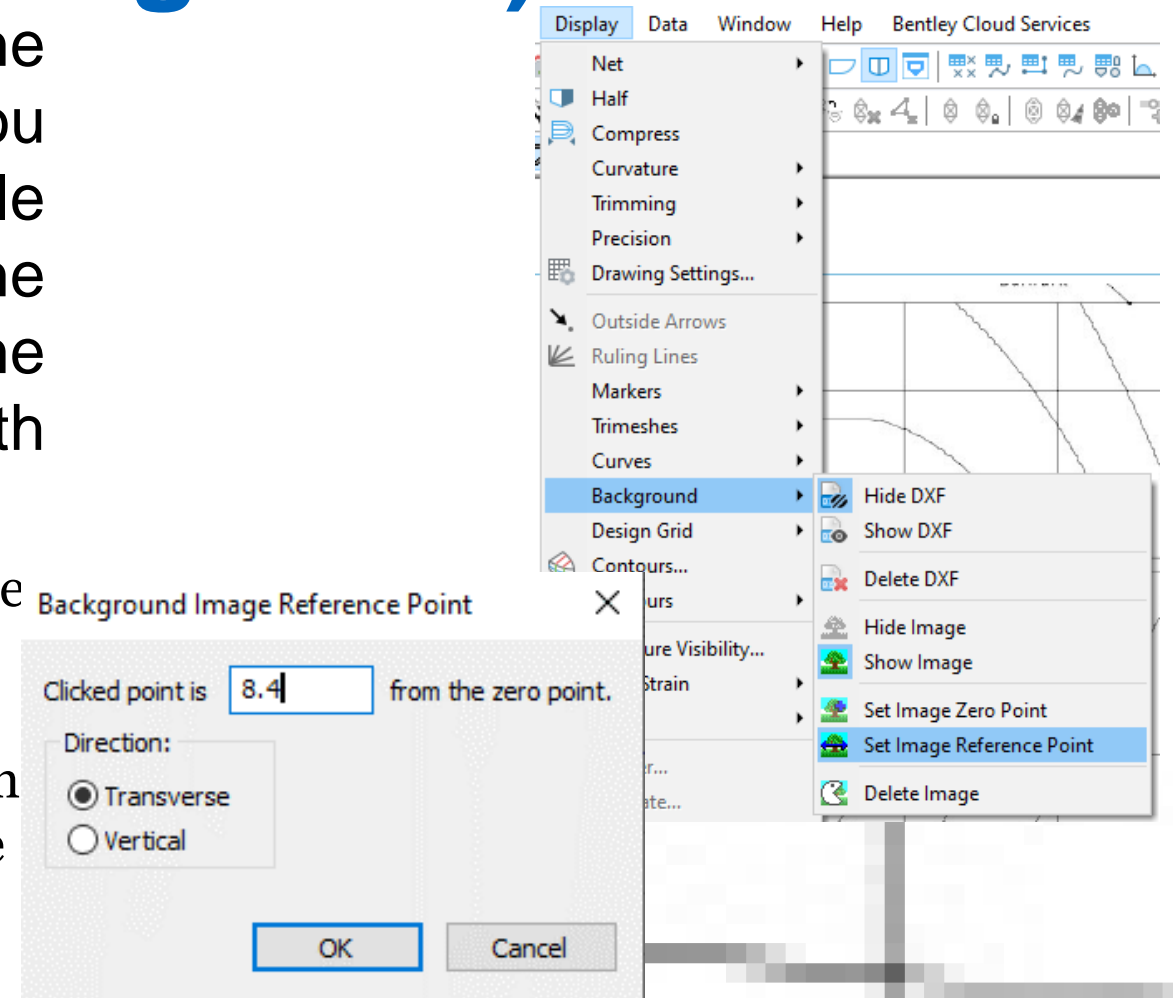 Display Data Window Help Bentley Cloud Services
Net
Half
Compress
Curvature
Trimming
Precision
Drawing Settings...
Outside Arrows
Ruling Lines
Markers
Trimeshes
Curves
Background
Design Grid
Contours...
Hide DXF
Show DXF
Delete DXF
Hide Image
Show Image
Set Image Zero Point
Set Image Reference Point
Delete Image
ure Visibility...
Background Image Reference Point
Clicked point is 8.4 from the zero point.
Direction:
Transverse
Vertical
OK Cancel